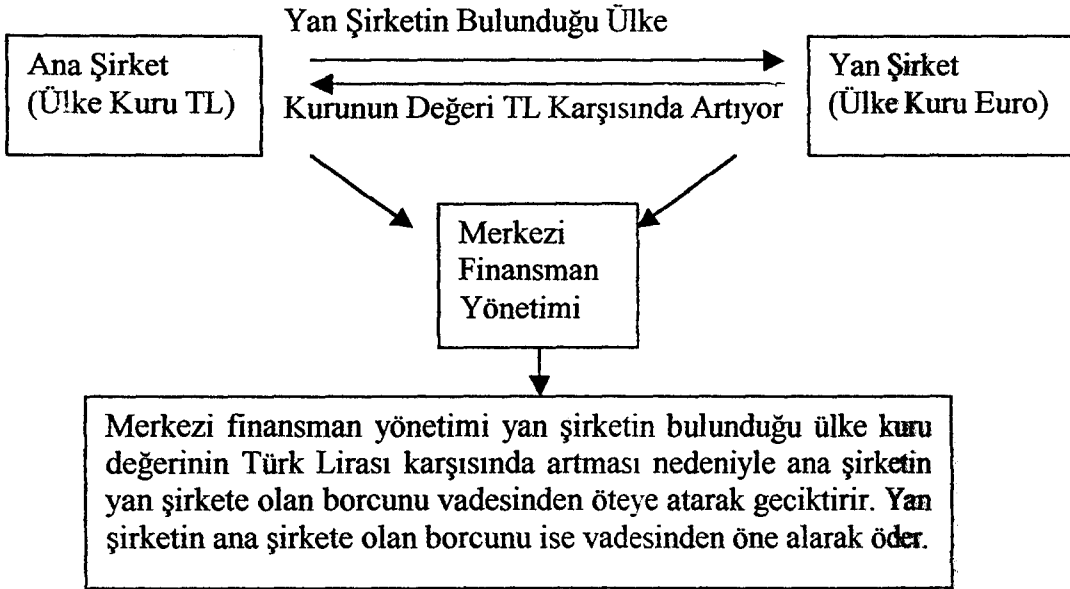 Yan Şirketin Bulunduğu Ülke
Ana Şirket
(Ülke Kuru TL)
Kurunun Değeri TL Karşısında Artıyor
Yan Şirket
(Ülke Kuru Euro)
Merkezi
Finansman
Yönetimi
Merkezi finansman yönetimi yan şirketin bulunduğu ülke kuru
değerinin Türk Lirası karşısında artması nedeniyle ana şirketin
yan şirkete olan borcunu vadesinden öteye atarak geciktirir. Yan
şirketin ana şirkete olan borcunu ise vadesinden öne alarak öder.